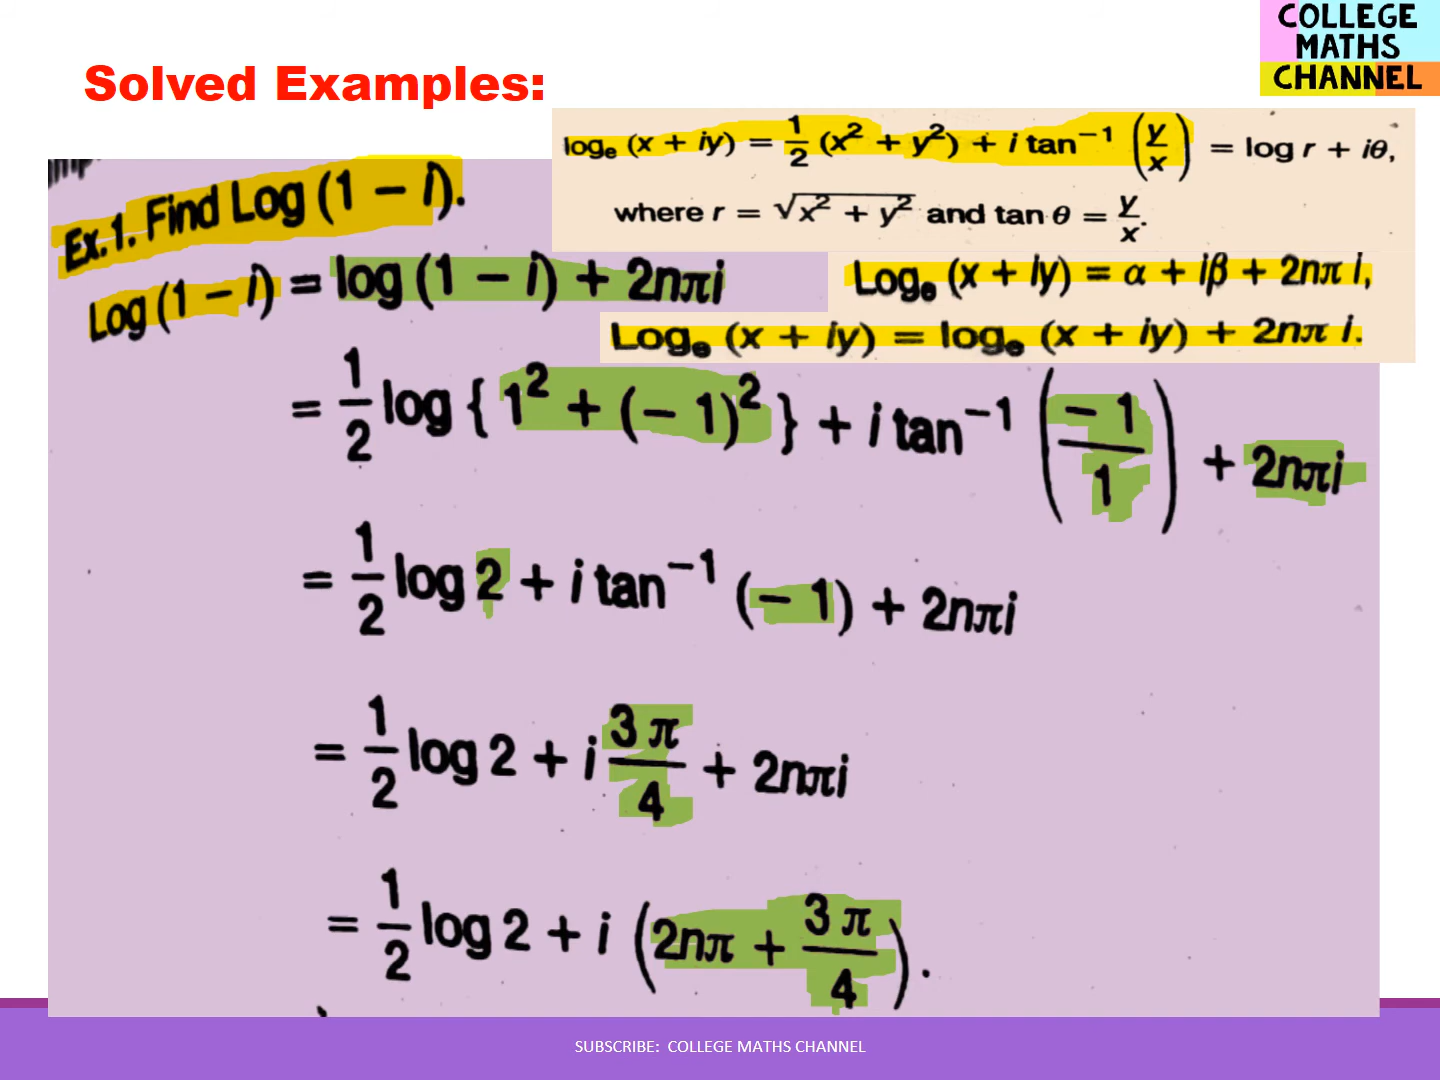 COLLEGE
MATHS
CHANNEL
Solved Examples:
logₑ (x + iy) = 1/2 (x² + y²) + i tan⁻¹ (y/x) = log r + iθ,
where r = √x² + y² and tan θ = y/x.
Ex.1. Find Log (1 − i).
Logₑ (x + iy) = α + iβ + 2nπ i,
Log (1 − i) = log (1 − i) + 2nπi
Logₑ (x + iy) = logₑ (x + iy) + 2nπ i.
= 1/2 log { 1² + (− 1)² } + i tan⁻¹ (− 1/1) + 2nπi
= 1/2 log 2 + i tan⁻¹ (− 1) + 2nπi
= 1/2 log 2 + i 3 π/4 + 2nπi
= 1/2 log 2 + i (2nπ + 3 π/4).
SUBSCRIBE: COLLEGE MATHS CHANNEL